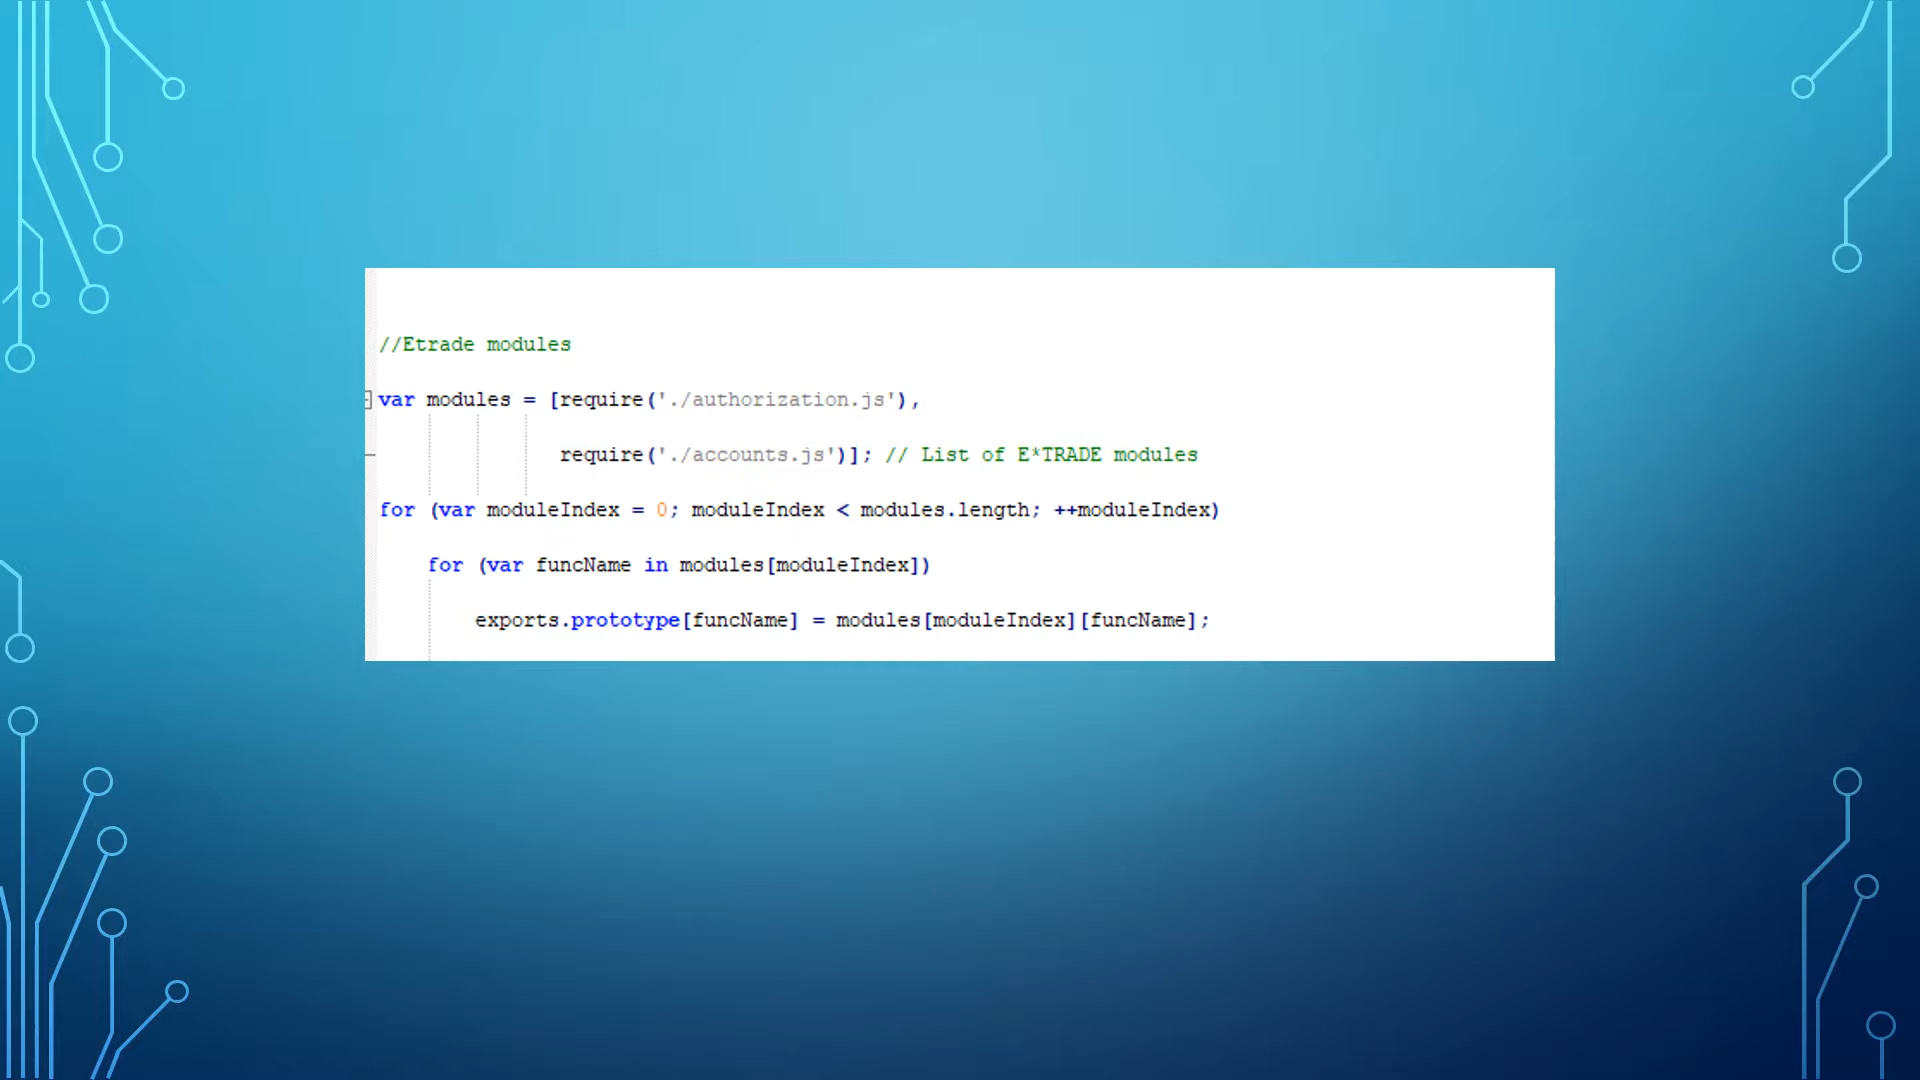 //Etrade modules
var modules = [require('./authorization.js'),
require('./accounts.js')]; // List of E*TRADE modules
for (var moduleIndex = 0; moduleIndex < modules.length; ++moduleIndex)
for (var funcName in modules[moduleIndex])
exports.prototype[funcName] = modules[moduleIndex][funcName];